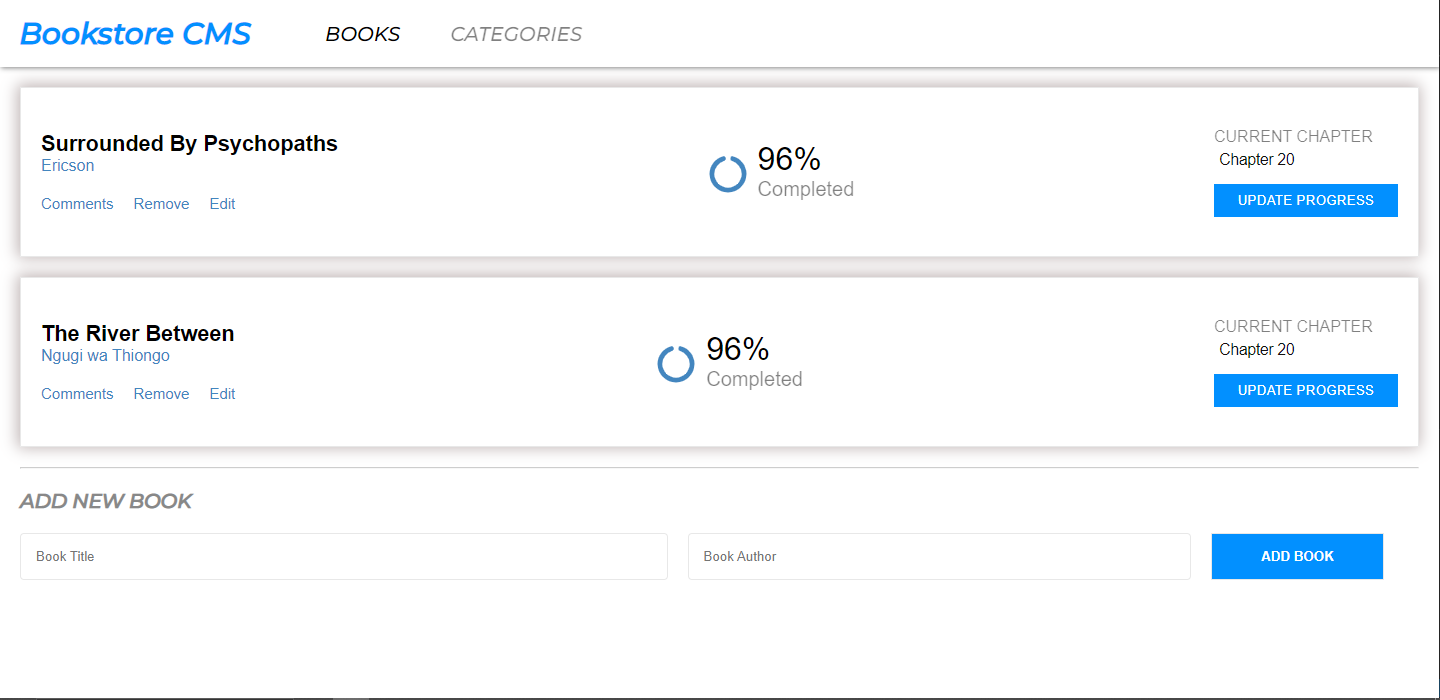 Bookstore CMS BOOKS CATEGORIES
Surrounded By Psychopaths
Ericson
Comments Remove Edit
96%
Completed
CURRENT CHAPTER
Chapter 20
UPDATE PROGRESS
The River Between
Ngugi wa Thiongo
Comments Remove Edit
96%
Completed
CURRENT CHAPTER
Chapter 20
UPDATE PROGRESS
ADD NEW BOOK
Book Title Book Author ADD BOOK